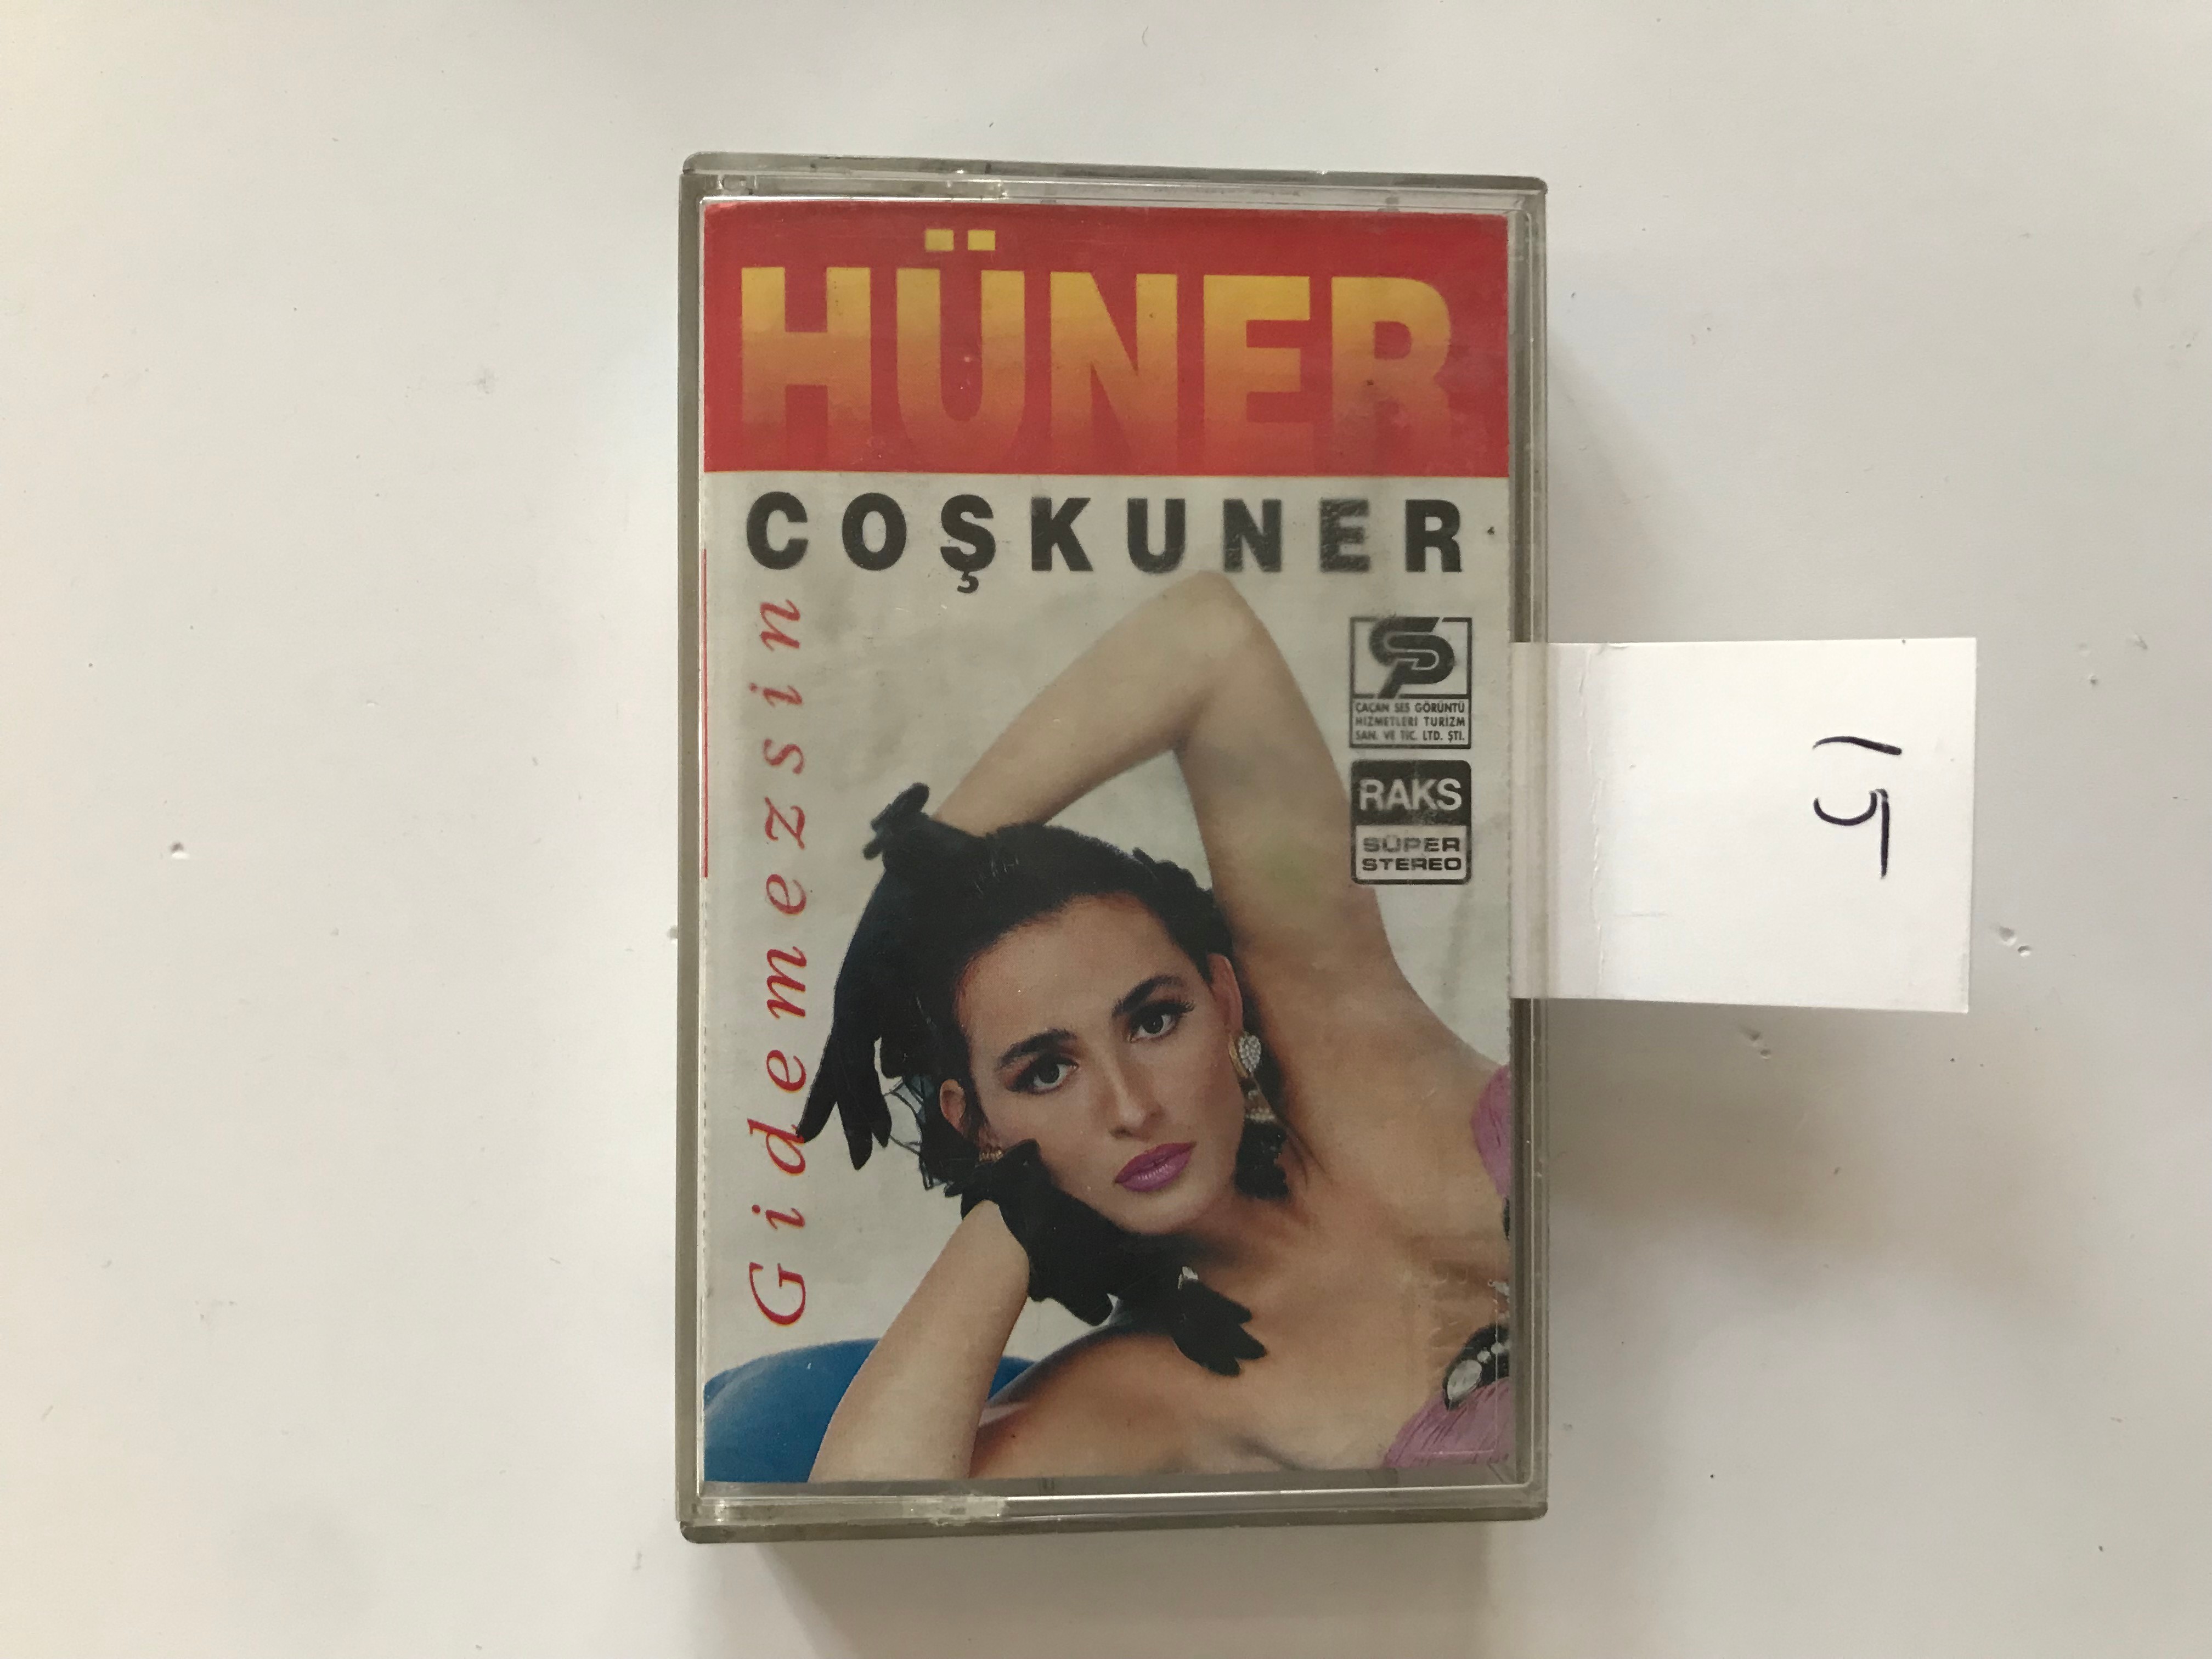 HÜNER
COŞKUNER
Gidemezsin
SP
ÇAÇAN SES GÖRÜNTÜ
HİZMETLERİ TURİZM
SAN. VE TİC. LTD. ŞTİ.
RAKS
SÜPER
STEREO
15